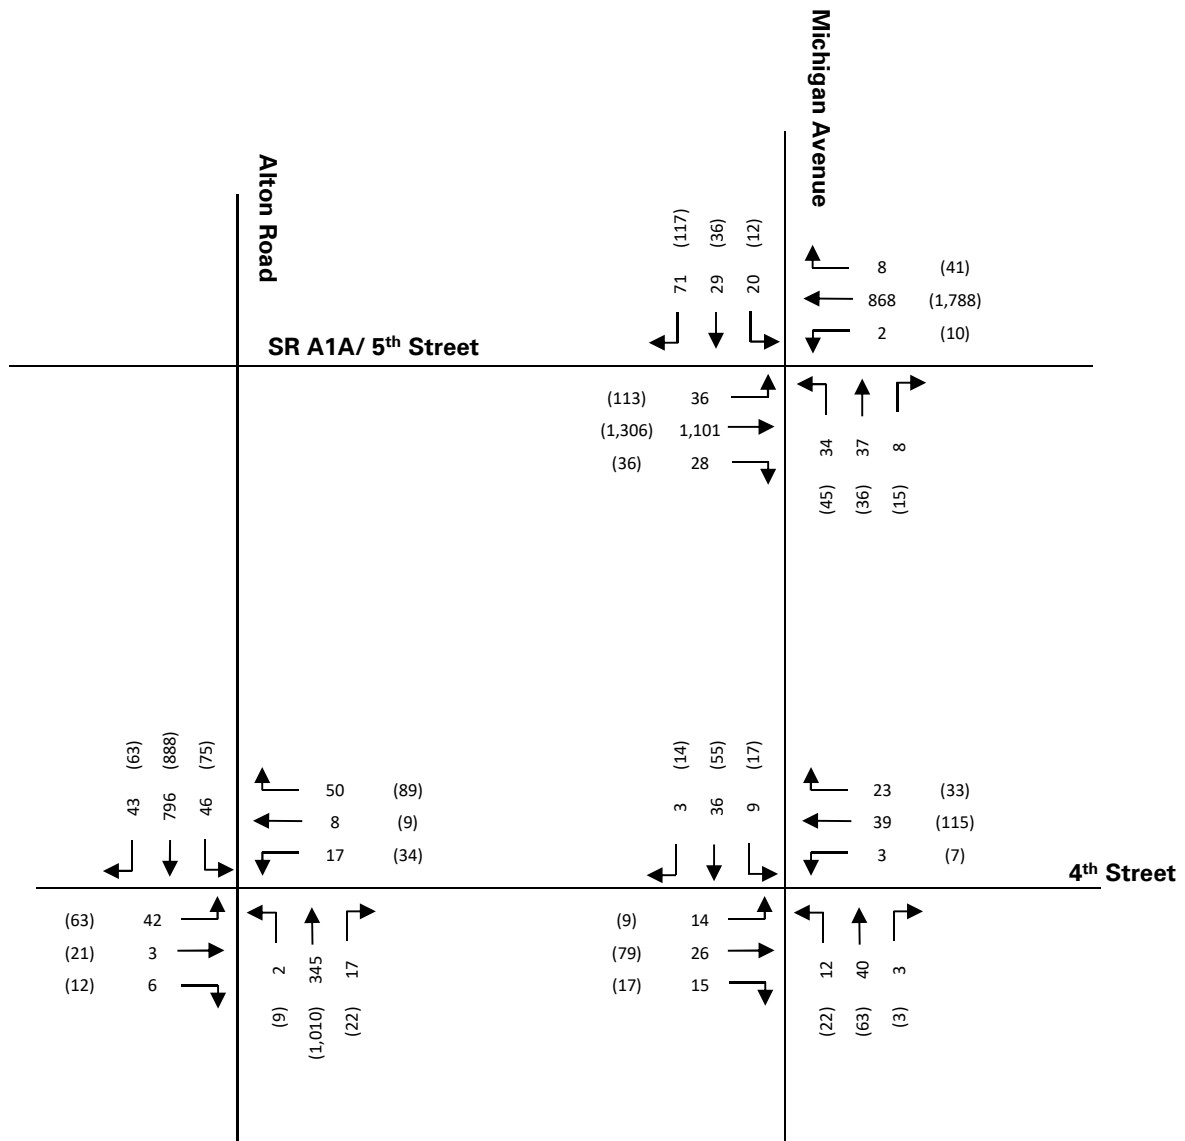 Michigan Avenue
Alton Road
(117) (36) (12)
71 29 20
8 (41)
868 (1,788)
2 (10)
SR A1A/ 5th Street
(113) 36
(1,306) 1,101
(36) 28
34 37 8
(45) (36) (15)
(63) (888) (75)
43 796 46
50 (89)
8 (9)
17 (34)
(14) (55) (17)
3 36 9
23 (33)
39 (115)
3 (7)
4th Street
(63) 42
(21) 3
(12) 6
2 345 17
(9) (1,010) (22)
(9) 14
(79) 26
(17) 15
12 40 3
(22) (63) (3)